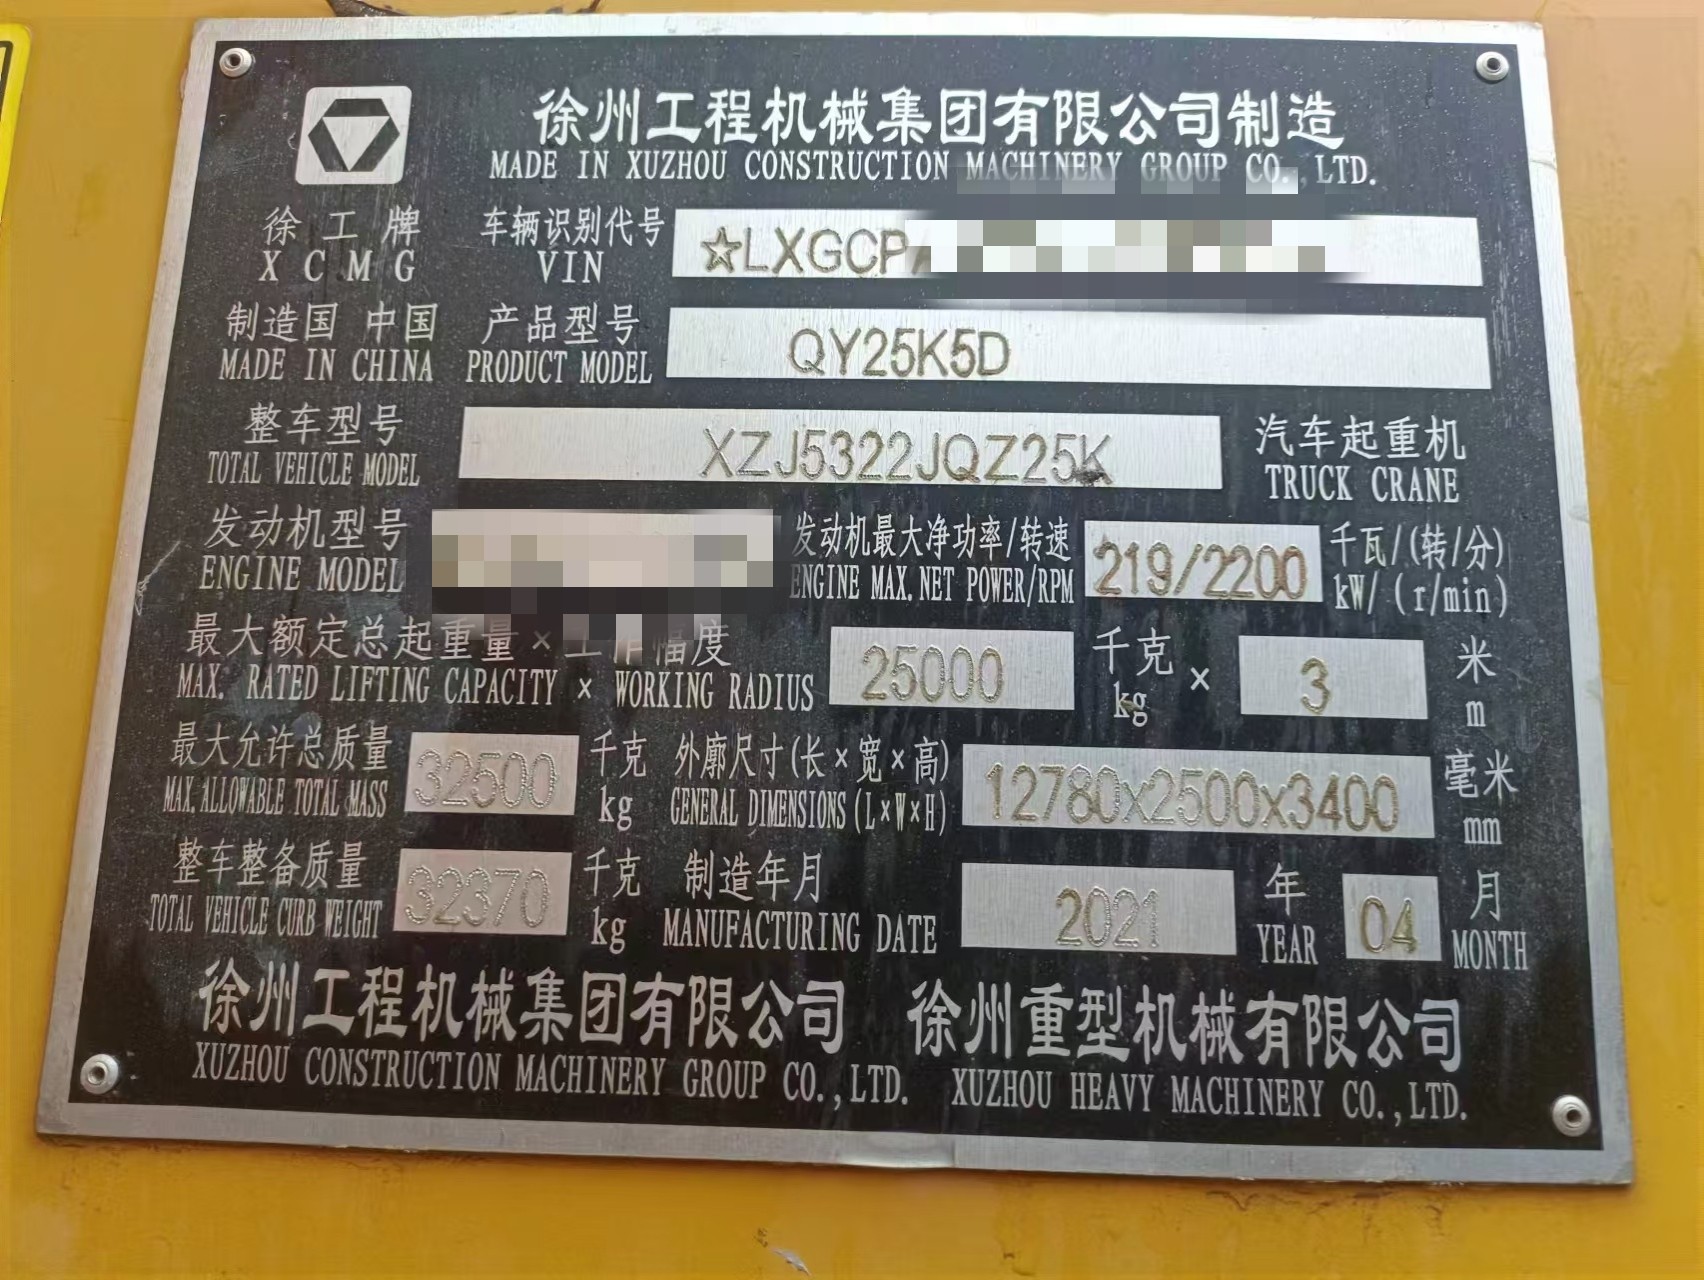 徐州工程机械集团有限公司制造
MADE IN XUZHOU CONSTRUCTION MACHINERY GROUP CO.,LTD.
徐工牌 车辆识别代号 ☆LXGCP
XCMG VIN
制造国 中国 产品型号 QY25K5D
MADE IN CHINA PRODUCT MODEL
整车型号 XZJ5322JQZ25K 汽车起重机
TOTAL VEHICLE MODEL TRUCK CRANE
发动机型号 发动机最大净功率/转速 219/2200 千瓦/(转/分)
ENGINE MODEL ENGINE MAX.NET POWER/RPM kW/(r/min)
最大额定总起重量×工作幅度 25000 千克 × 3 米
MAX. RATED LIFTING CAPACITY × WORKING RADIUS kg m
最大允许总质量 32500 千克 外廓尺寸(长×宽×高) 12780x2500x3400 毫米
MAX.ALLOWABLE TOTAL MASS kg GENERAL DIMENSIONS(L×W×H) mm
整车整备质量 32370 千克 制造年月 2021 年 04 月
TOTAL VEHICLE CURB WEIGHT kg MANUFACTURING DATE YEAR MONTH
徐州工程机械集团有限公司 徐州重型机械有限公司
XUZHOU CONSTRUCTION MACHINERY GROUP CO.,LTD. XUZHOU HEAVY MACHINERY CO.,LTD.